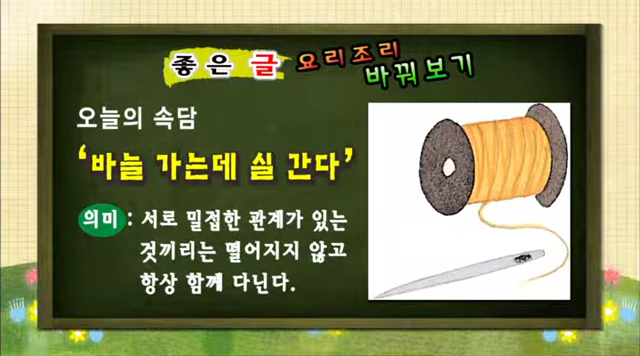 좋은 글 요리조리
바꿔보기
오늘의 속담
‘바늘 가는데 실 간다’
의미 : 서로 밀접한 관계가 있는
것끼리는 떨어지지 않고
항상 함께 다닌다.